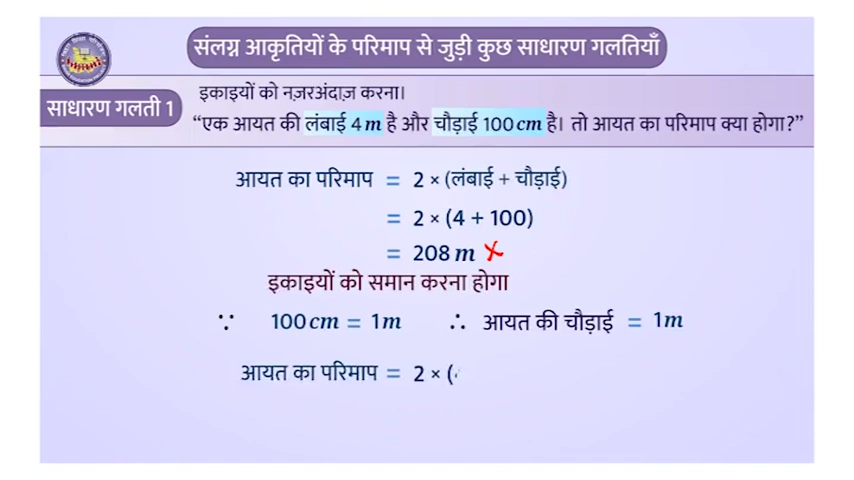 संलग्न आकृतियों के परिमाप से जुड़ी कुछ साधारण गलतियाँ
साधारण गलती 1
इकाइयों को नज़रअंदाज़ करना।
“एक आयत की लंबाई 4 m है और चौड़ाई 100 cm है। तो आयत का परिमाप क्या होगा?”
आयत का परिमाप = 2 × (लंबाई + चौड़ाई)
= 2 × (4 + 100)
= 208 m ×
इकाइयों को समान करना होगा
∵ 100 cm = 1 m ∴ आयत की चौड़ाई = 1 m
आयत का परिमाप = 2 × (